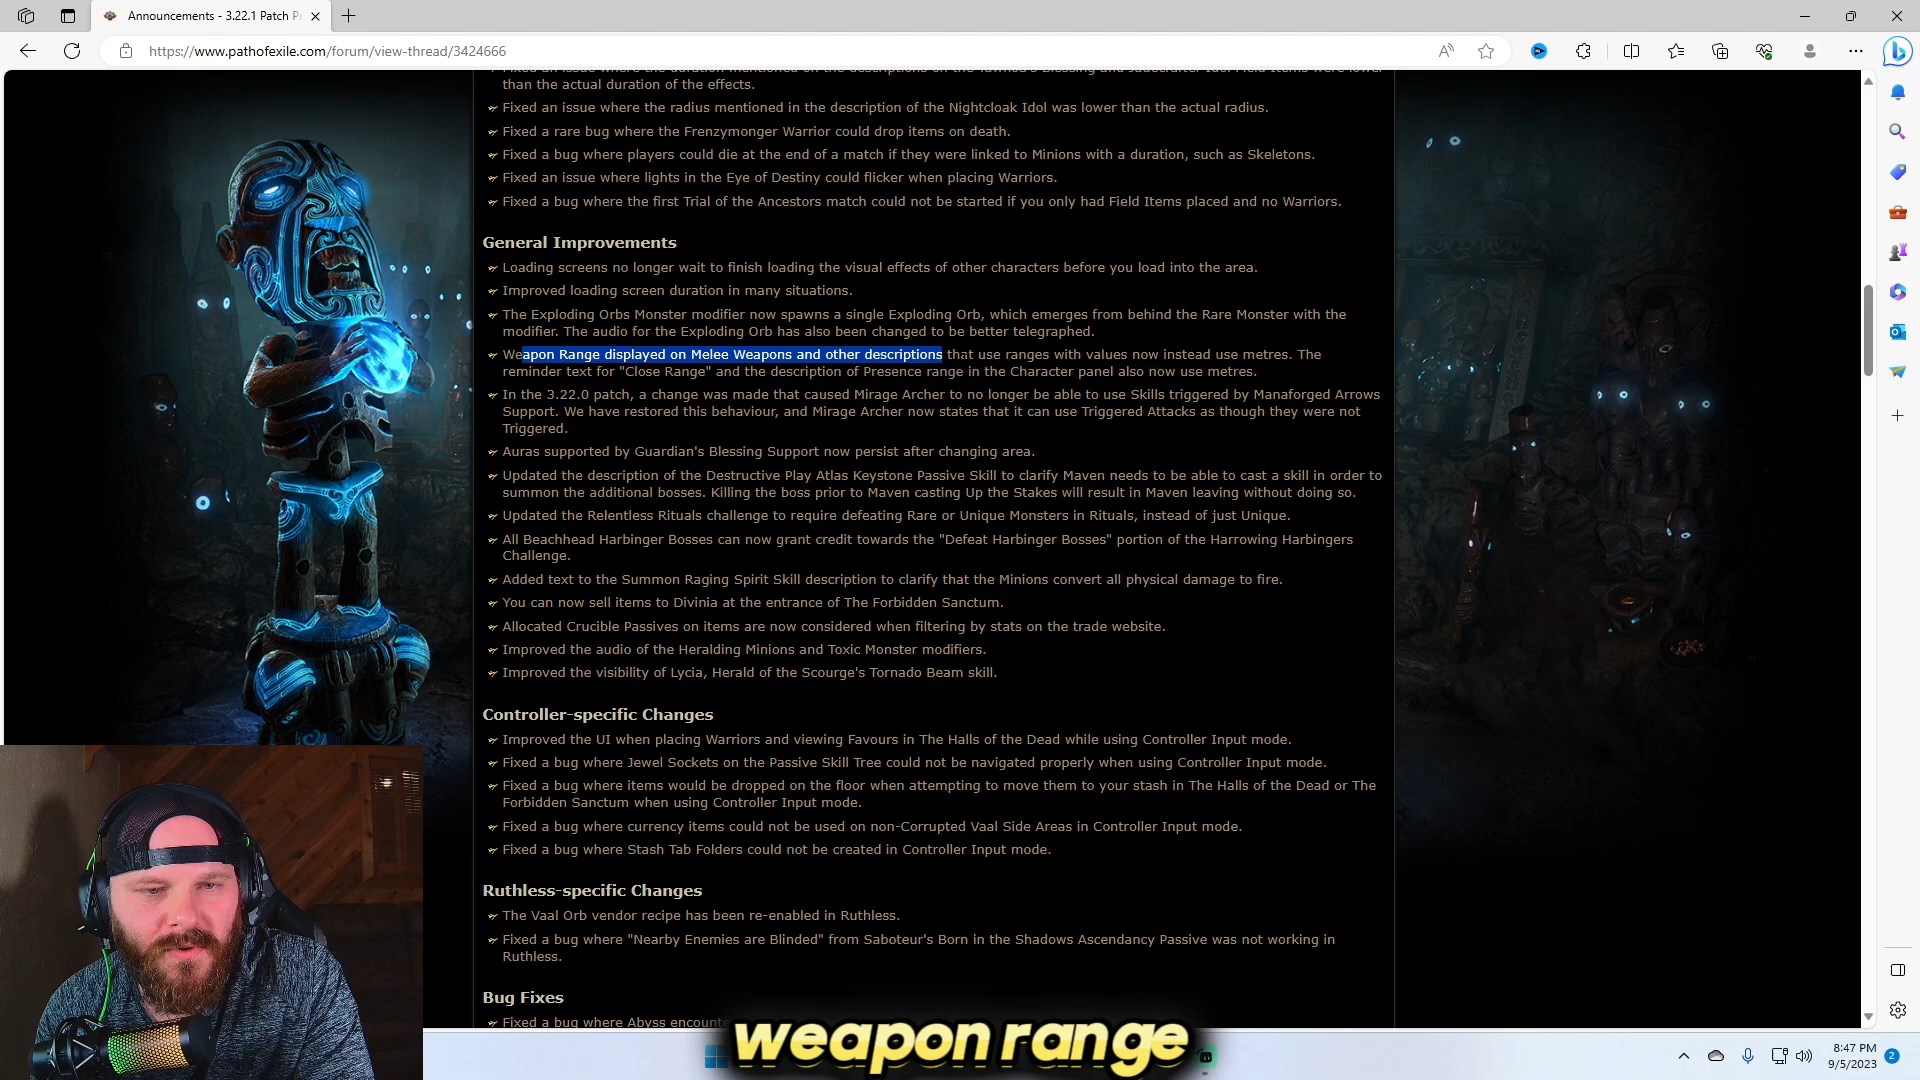 Announcements - 3.22.1 Patch P
https://www.pathofexile.com/forum/view-thread/3424666
than the actual duration of the effects.
Fixed an issue where the radius mentioned in the description of the Nightcloak Idol was lower than the actual radius.
Fixed a rare bug where the Frenzymonger Warrior could drop items on death.
Fixed a bug where players could die at the end of a match if they were linked to Minions with a duration, such as Skeletons.
Fixed an issue where lights in the Eye of Destiny could flicker when placing Warriors.
Fixed a bug where the first Trial of the Ancestors match could not be started if you only had Field Items placed and no Warriors.
General Improvements
Loading screens no longer wait to finish loading the visual effects of other characters before you load into the area.
Improved loading screen duration in many situations.
The Exploding Orbs Monster modifier now spawns a single Exploding Orb, which emerges from behind the Rare Monster with the
modifier. The audio for the Exploding Orb has also been changed to be better telegraphed.
Weapon Range displayed on Melee Weapons and other descriptions that use ranges with values now instead use metres. The
reminder text for "Close Range" and the description of Presence range in the Character panel also now use metres.
In the 3.22.0 patch, a change was made that caused Mirage Archer to no longer be able to use Skills triggered by Manaforged Arrows
Support. We have restored this behaviour, and Mirage Archer now states that it can use Triggered Attacks as though they were not
Triggered.
Auras supported by Guardian's Blessing Support now persist after changing area.
Updated the description of the Destructive Play Atlas Keystone Passive Skill to clarify Maven needs to be able to cast a skill in order to
summon the additional bosses. Killing the boss prior to Maven casting Up the Stakes will result in Maven leaving without doing so.
Updated the Relentless Rituals challenge to require defeating Rare or Unique Monsters in Rituals, instead of just Unique.
All Beachhead Harbinger Bosses can now grant credit towards the "Defeat Harbinger Bosses" portion of the Harrowing Harbingers
Challenge.
Added text to the Summon Raging Spirit Skill description to clarify that the Minions convert all physical damage to fire.
You can now sell items to Divinia at the entrance of The Forbidden Sanctum.
Allocated Crucible Passives on items are now considered when filtering by stats on the trade website.
Improved the audio of the Heralding Minions and Toxic Monster modifiers.
Improved the visibility of Lycia, Herald of the Scourge's Tornado Beam skill.
Controller-specific Changes
Improved the UI when placing Warriors and viewing Favours in The Halls of the Dead while using Controller Input mode.
Fixed a bug where Jewel Sockets on the Passive Skill Tree could not be navigated properly when using Controller Input mode.
Fixed a bug where items would be dropped on the floor when attempting to move them to your stash in The Halls of the Dead or The
Forbidden Sanctum when using Controller Input mode.
Fixed a bug where currency items could not be used on non-Corrupted Vaal Side Areas in Controller Input mode.
Fixed a bug where Stash Tab Folders could not be created in Controller Input mode.
Ruthless-specific Changes
The Vaal Orb vendor recipe has been re-enabled in Ruthless.
Fixed a bug where "Nearby Enemies are Blinded" from Saboteur's Born in the Shadows Ascendancy Passive was not working in
Ruthless.
Bug Fixes
Fixed a bug where Abyss
weapon range
8:47 PM
9/5/2023
2